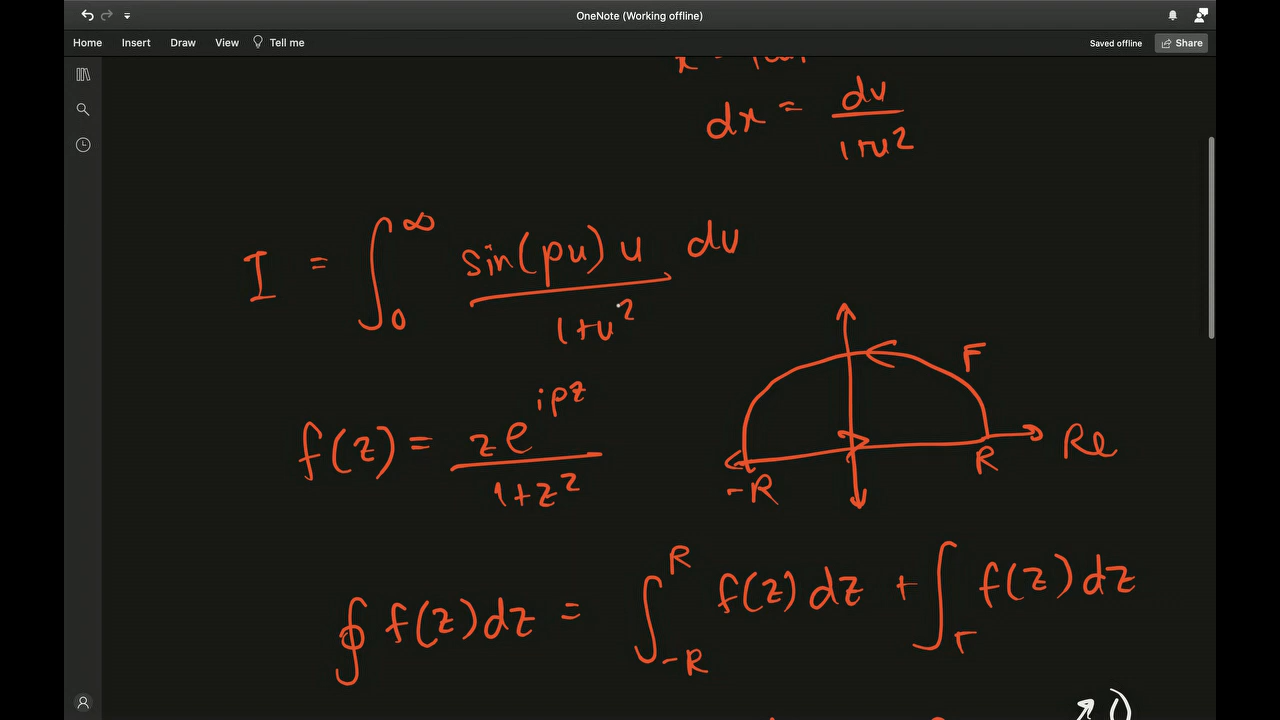 OneNote (Working offline)
Home Insert Draw View Tell me
Saved offline Share
dx = du/(1+u²)
I = ∫₀^∞ sin(pu) u/(1+u²) du
f(z) = z e^{ipz}/(1+z²)
Γ
-R R Re
∮ f(z) dz = ∫_{-R}^{R} f(z) dz + ∫_Γ f(z) dz